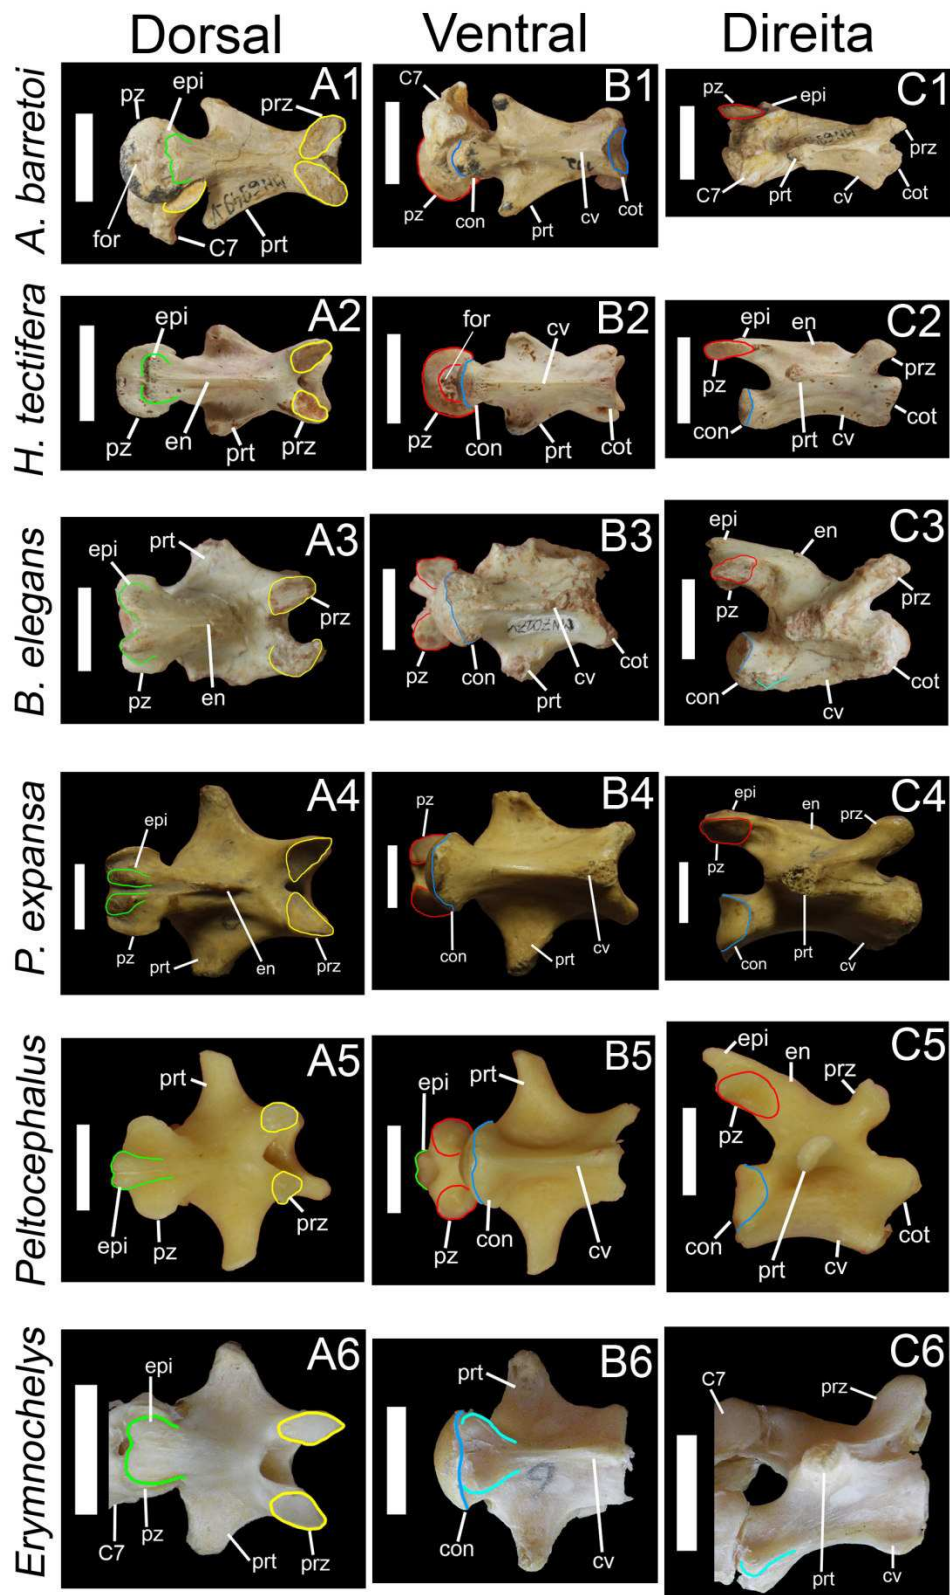 Dorsal Ventral Direita
A. barretoi
A1
pz
epi
prz
for
C7
prt
B1
C7
pz
con
prt
cv
cot
C1
pz
epi
prz
C7
prt
cv
cot
H. tectifera
A2
epi
pz
en
prt
prz
B2
for
cv
pz
con
prt
cot
C2
epi
en
prz
pz
con
prt
cv
cot
B. elegans
A3
epi
prt
prz
pz
en
B3
pz
con
prt
cv
cot
C3
epi
en
pz
prz
con
cv
cot
P. expansa
A4
epi
pz
prt
en
prz
B4
pz
con
prt
cv
C4
epi
en
prz
pz
con
prt
cv
Peltocephalus
A5
prt
epi
pz
prz
B5
epi
prt
pz
con
cv
C5
epi
en
prz
pz
con
prt
cv
cot
Erymnochelys
A6
epi
C7
pz
prt
prz
B6
prt
con
cv
C6
C7
prz
prt
cv